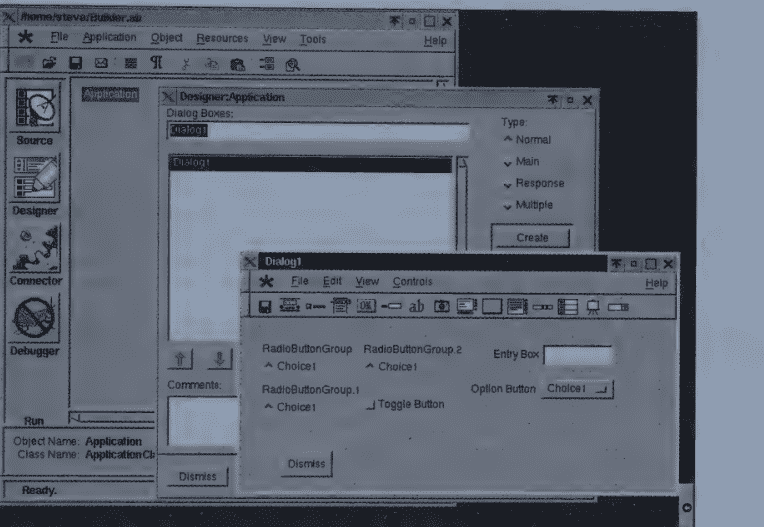 /home/steve/Builder.ab
File Application Object Resources View Tools Help
Application
Source
Designer
Connector
Debugger
Run
Object Name: Application
Class Name: ApplicationCla
Ready.
Designer:Application
Dialog Boxes:
Dialog1
Dialog1
Type:
Normal
Main
Response
Multiple
Create
Comments:
Dismiss
Dialog1
File Edit View Controls Help
OK ab
RadioButtonGroup RadioButtonGroup.2 Entry Box
Choice1 Choice1
RadioButtonGroup.1 Option Button Choice1
Choice1 Toggle Button
Dismiss